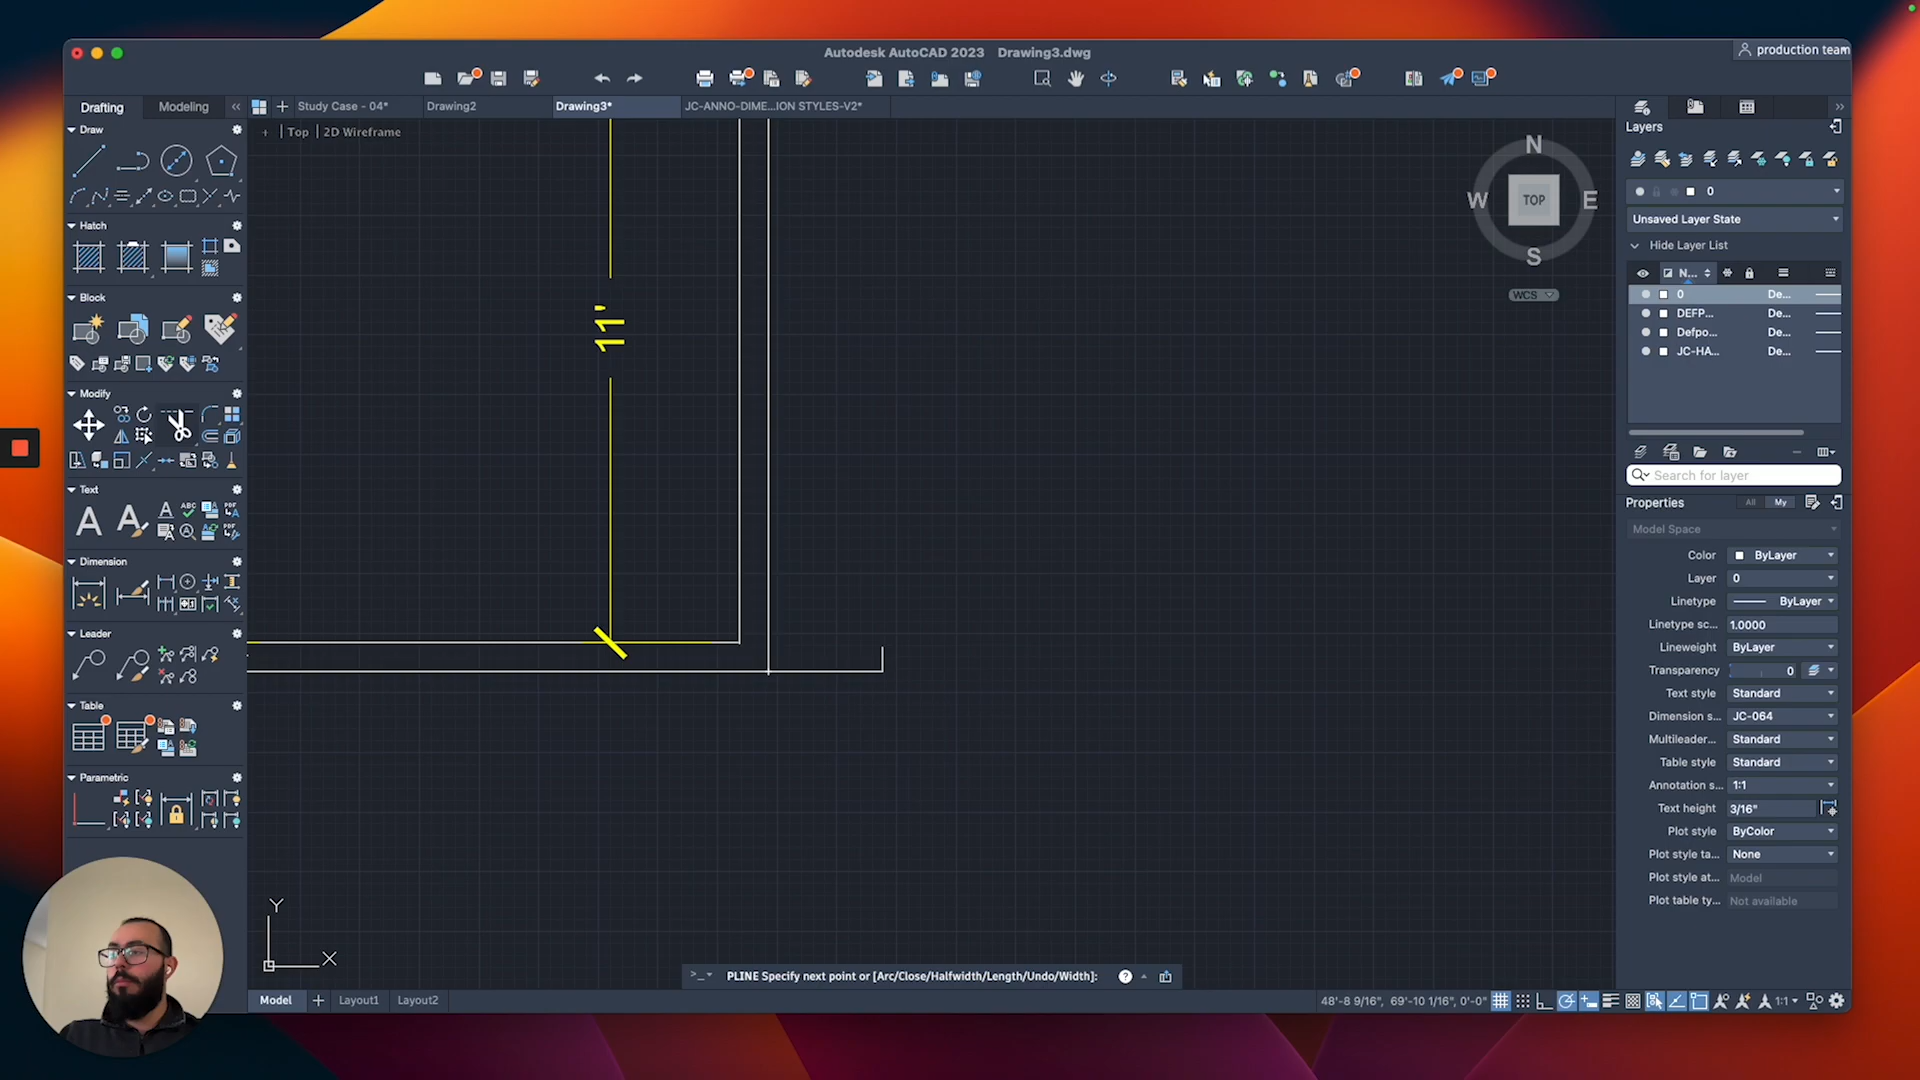 Autodesk AutoCAD 2023 Drawing3.dwg
production team
Drafting Modeling
Study Case - 04*
Drawing2
Drawing3*
JC-ANNO-DIME...ION STYLES-V2*
Top 2D Wireframe
Draw
Hatch
Block
Modify
Text
Dimension
Leader
Table
Parametric
11'
N
W TOP E
S
WCS
Y
X
PLINE Specify next point or [Arc/Close/Halfwidth/Length/Undo/Width]:
Model
Layout1
Layout2
48'-8 9/16", 69'-10 1/16", 0'-0"
1:1
Layers
0
Unsaved Layer State
Hide Layer List
N...
0 De...
DEFP... De...
Defpo... De...
JC-HA... De...
Search for layer
Properties All My
Model Space
Color ByLayer
Layer 0
Linetype ByLayer
Linetype sc... 1.0000
Lineweight ByLayer
Transparency 0
Text style Standard
Dimension s... JC-064
Multileader... Standard
Table style Standard
Annotation s... 1:1
Text height 3/16"
Plot style ByColor
Plot style ta... None
Plot style at... Model
Plot table ty... Not available